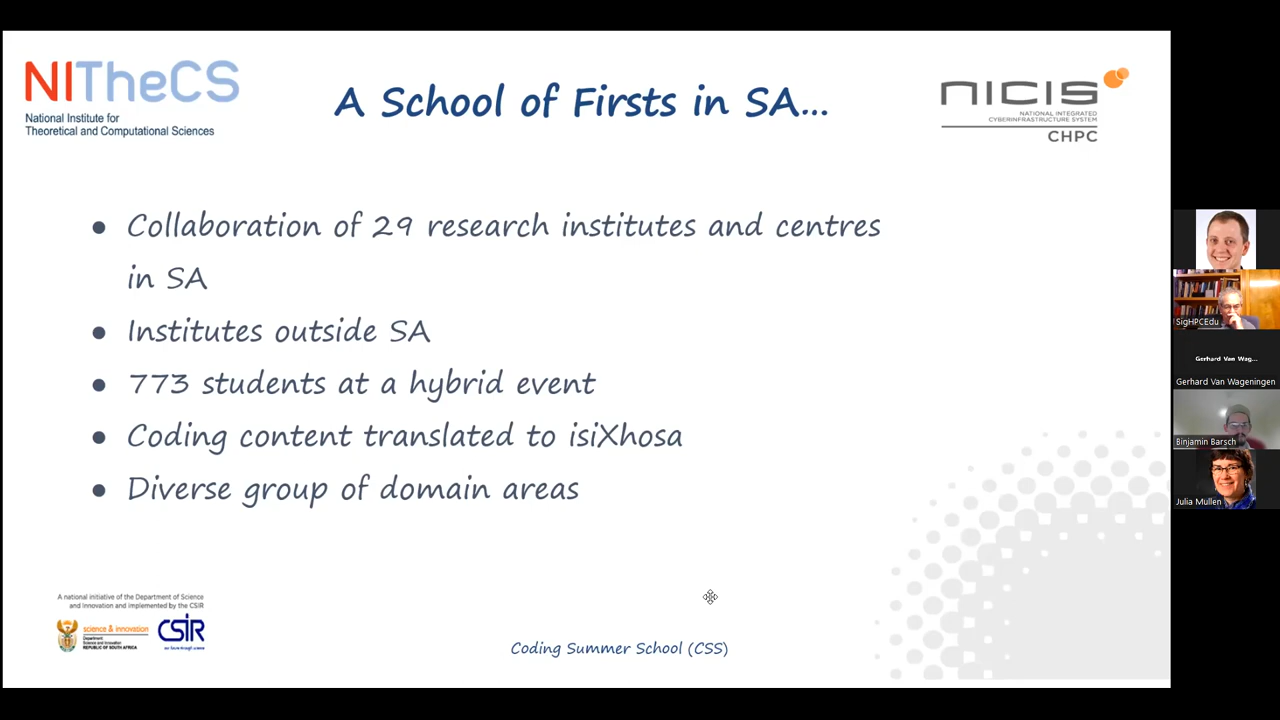 NITheCS
National Institute for
Theoretical and Computational Sciences
A School of Firsts in SA...
NICIS
NATIONAL INTEGRATED
CYBERINFRASTRUCTURE SYSTEM
CHPC
● Collaboration of 29 research institutes and centres
in SA
● Institutes outside SA
● 773 students at a hybrid event
● Coding content translated to isiXhosa
● Diverse group of domain areas
A national initiative of the Department of Science
and Innovation and implemented by the CSIR
science & innovation
Department:
Science and Innovation
REPUBLIC OF SOUTH AFRICA
CSIR
Coding Summer School (CSS)
SigHPCEdu
Gerhard Van Wag...
Gerhard Van Wageningen
Binjamin Barsch
Julia Mullen